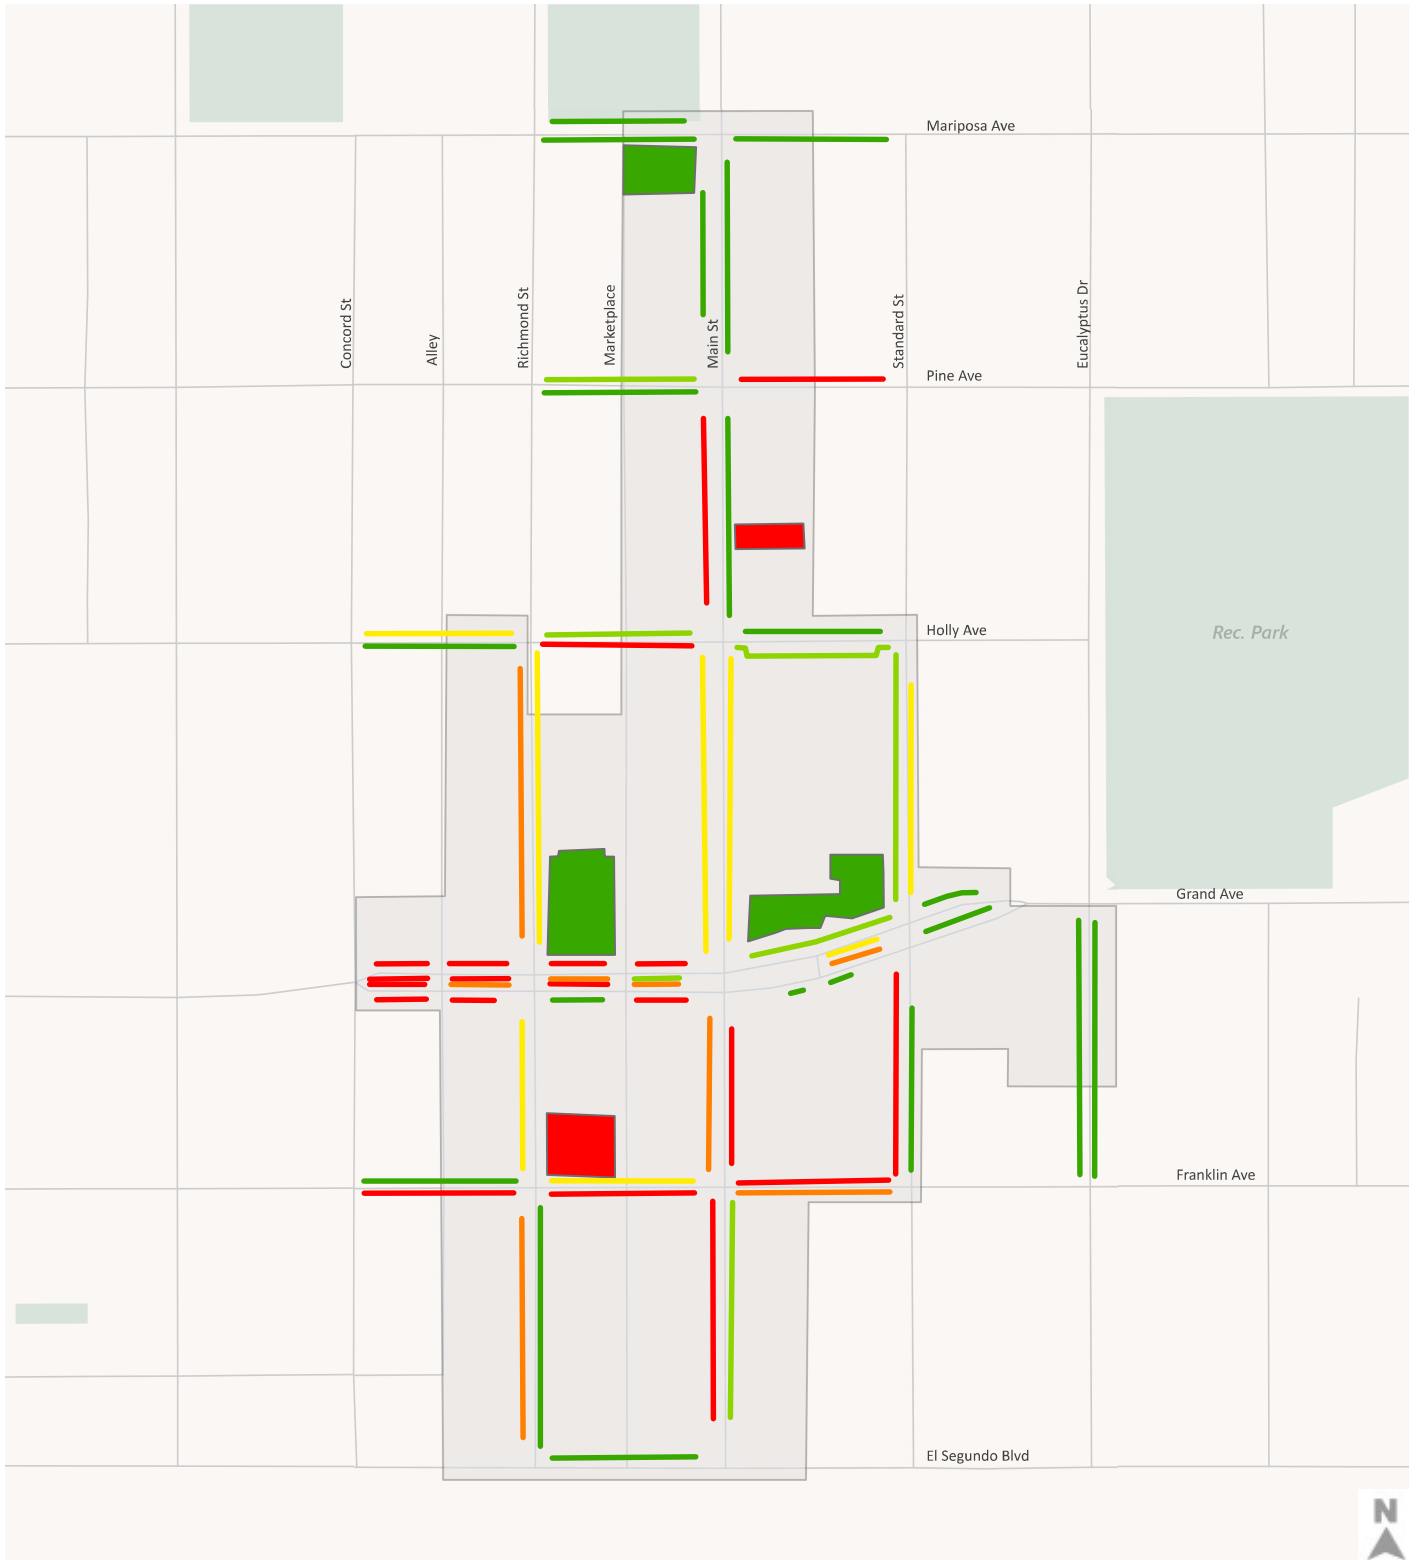 Mariposa Ave
Concord St
Alley
Richmond St
Marketplace
Main St
Standard St
Eucalyptus Dr
Pine Ave
Holly Ave
Rec. Park
Grand Ave
Franklin Ave
El Segundo Blvd
N